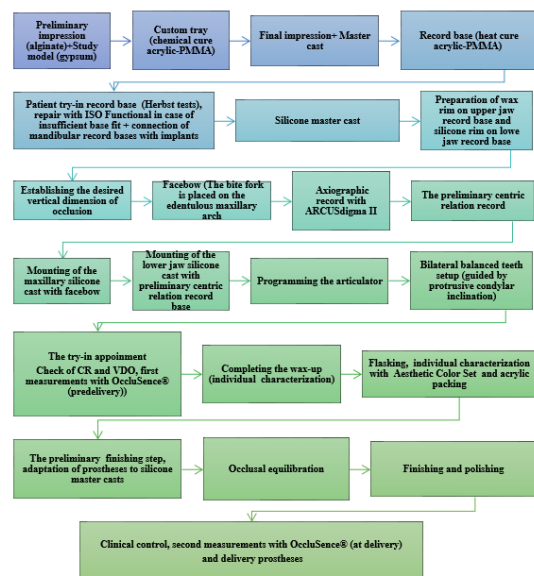 Preliminary
impression
(alginate)+Study
model (gypsum)
Custom tray
(chemical cure
acrylic-PMMA)
Final impression+ Master
cast
Record base (heat cure
acrylic-PMMA)
Patient try-in record base (Herbst tests),
repair with ISO Functional in case of
insufficient base fit + connection of
mandibular record bases with implants
Silicone master cast
Preparation of wax
rim on upper jaw
record base and
silicone rim on lowe
jaw record base
Establishing the desired
vertical dimension of
occlusion
Facebow (The bite fork
is placed on the
edentulous maxillary
arch
Axiographic
record with
ARCUSdigma II
The preliminary centric
relation record
Mounting of the
maxillary silicone
cast with facebow
Mounting of the
lower jaw silicone
cast with
preliminary centric
relation record
base
Programming the articulator
Bilateral balanced teeth
setup (guided by
protrusive condylar
inclination)
The try-in appoinment
Check of CR and VDO, first
measurements with OccluSence®
(predelivery))
Completing the wax-up
(individual characterization)
Flasking, individual characterization
with Aesthetic Color Set and acrylic
packing
The preliminary finishing step,
adaptation of prostheses to silicone
master casts
Occlusal equilibration
Finishing and polishing
Clinical control, second measurements with OccluSence® (at delivery)
and delivery prostheses